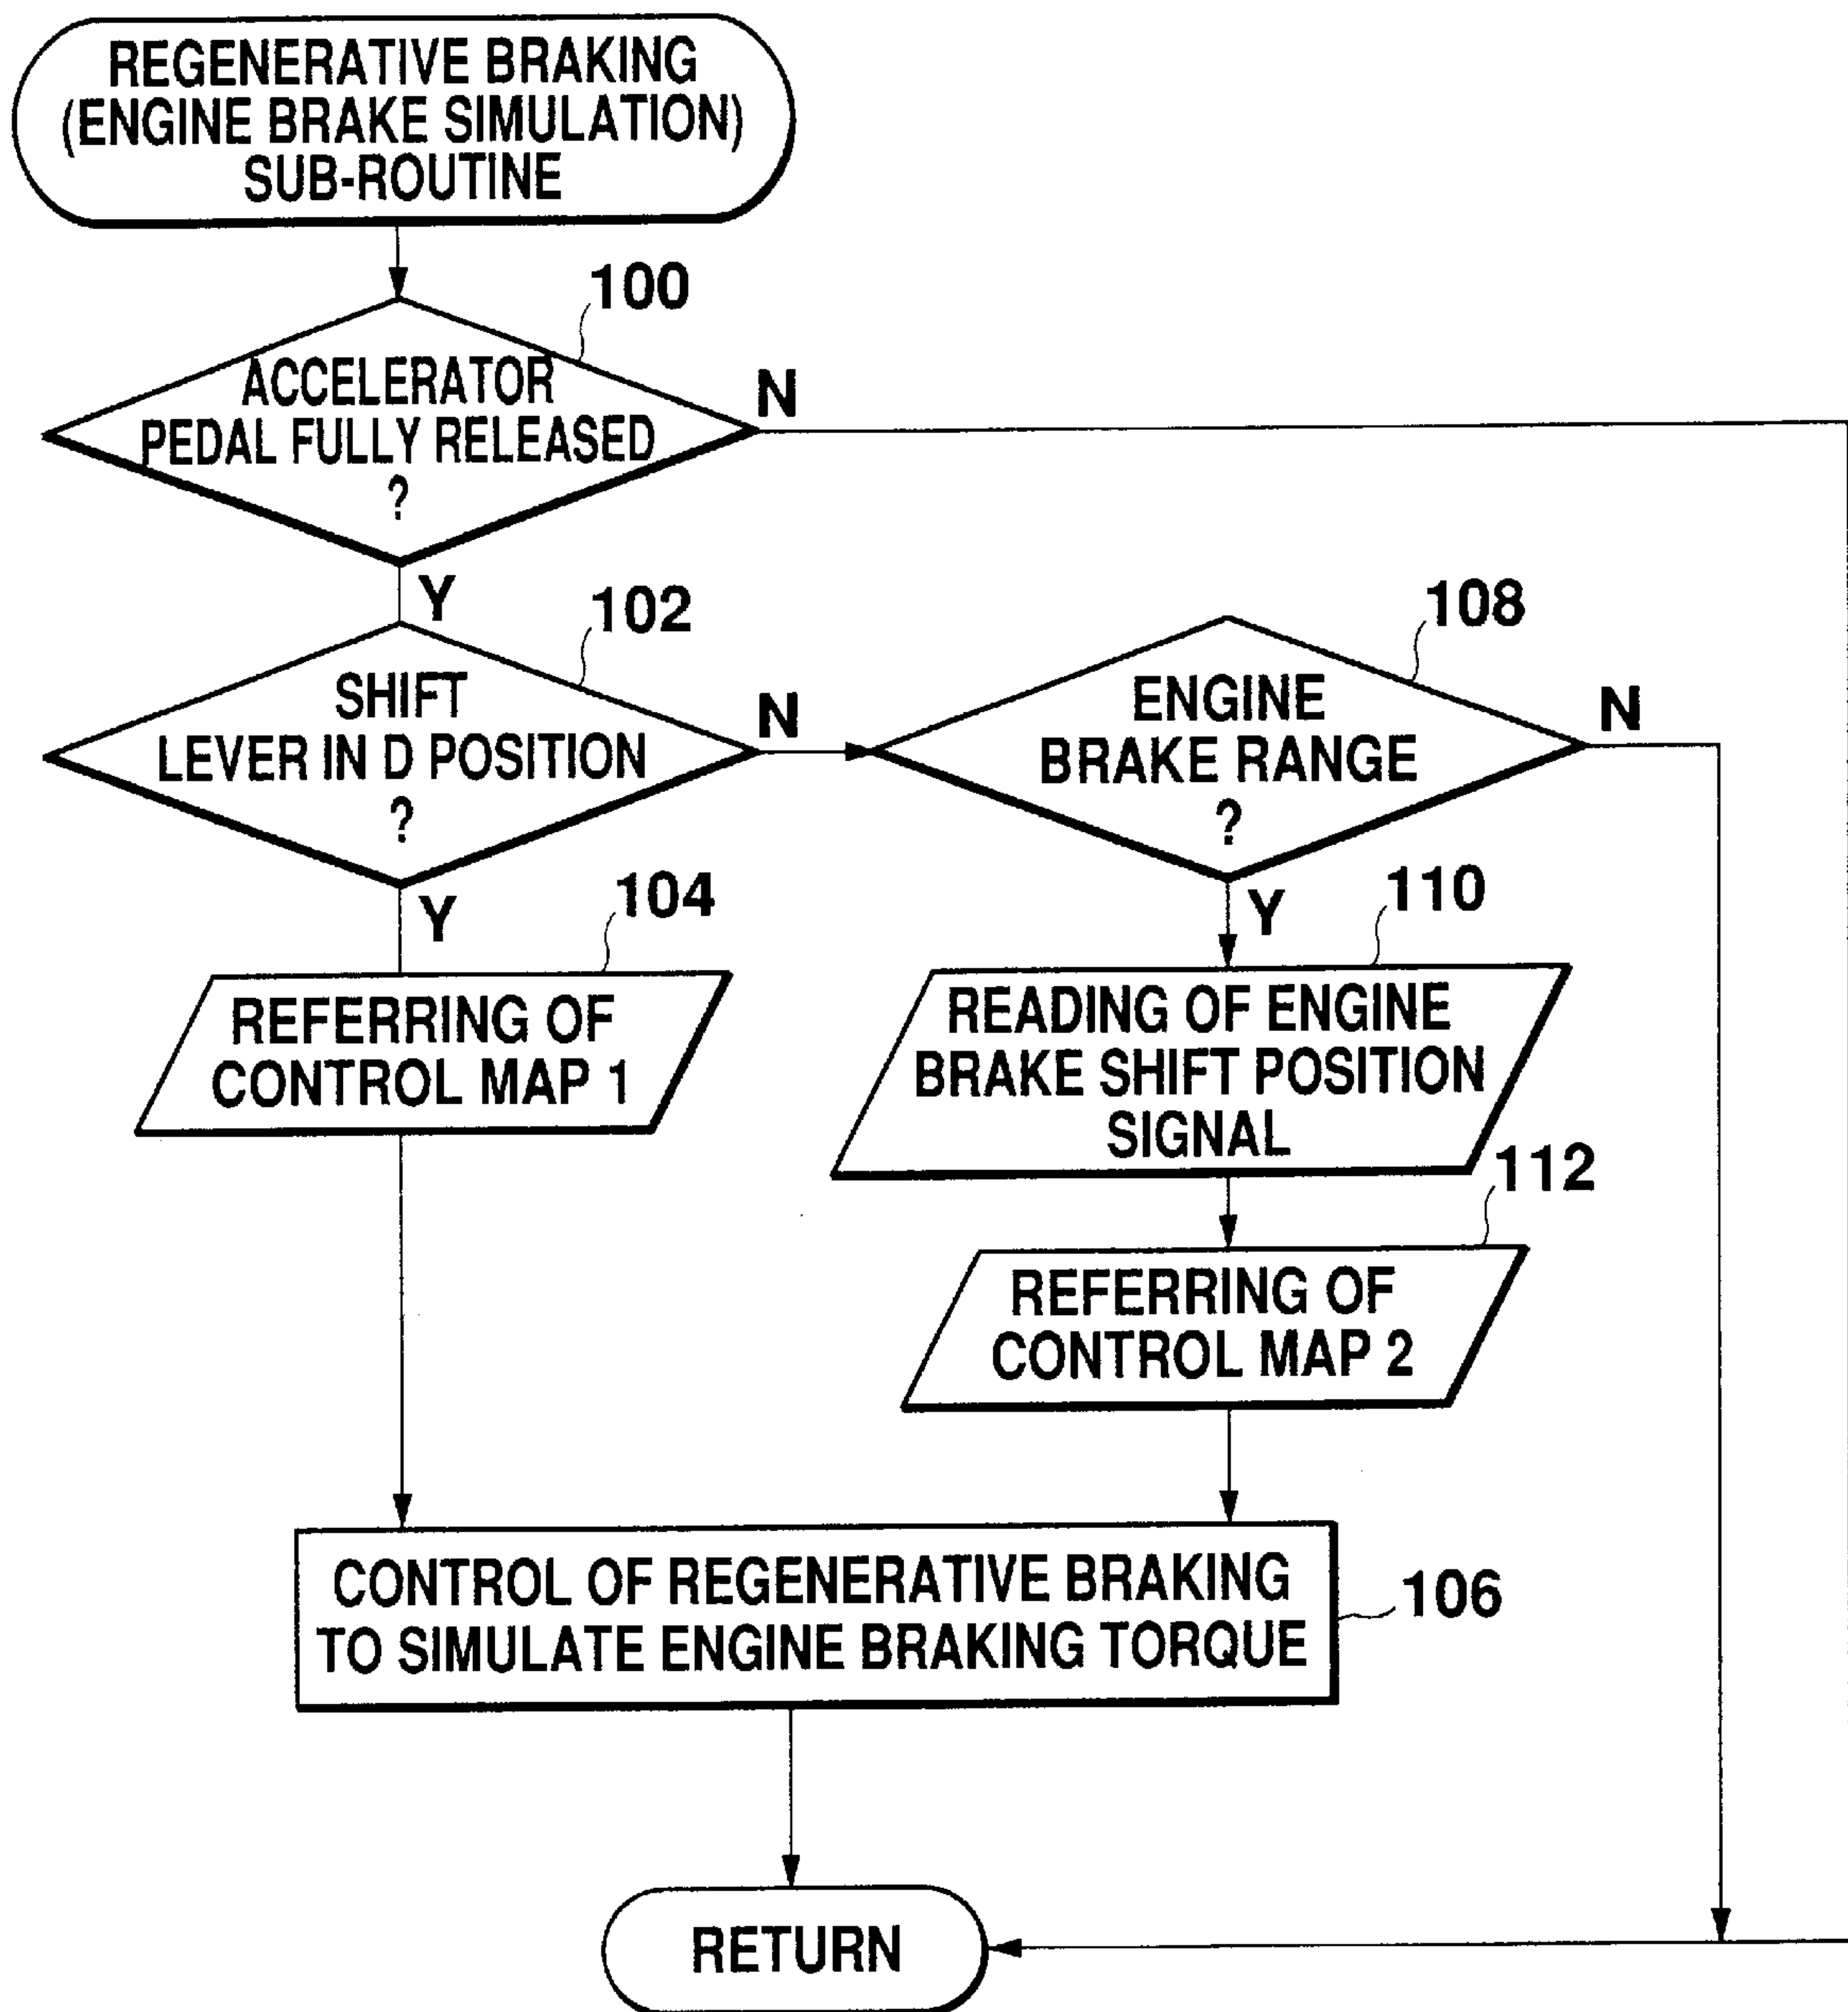 REGENERATIVE BRAKING
(ENGINE BRAKE SIMULATION)
SUB-ROUTINE
100
ACCELERATOR
PEDAL FULLY RELEASED
?
N
Y
102
SHIFT
LEVER IN D POSITION
?
N
Y
108
ENGINE
BRAKE RANGE
?
N
Y
104
REFERRING OF
CONTROL MAP 1
110
READING OF ENGINE
BRAKE SHIFT POSITION
SIGNAL
112
REFERRING OF
CONTROL MAP 2
CONTROL OF REGENERATIVE BRAKING
TO SIMULATE ENGINE BRAKING TORQUE
106
RETURN